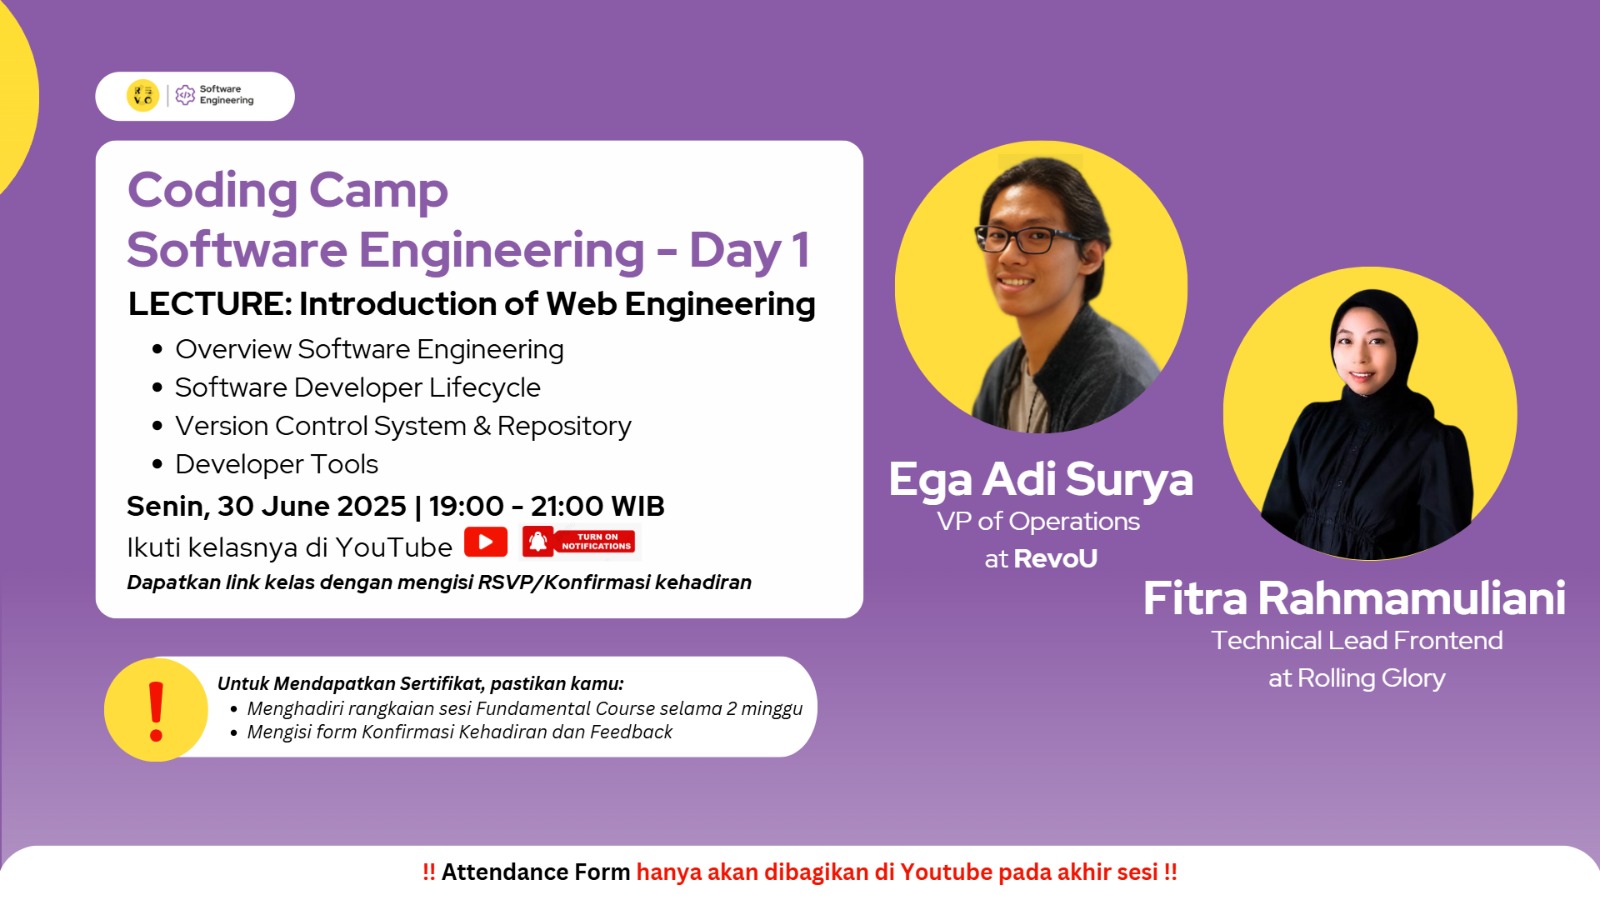 REVO
Software
Engineering
Coding Camp
Software Engineering - Day 1
LECTURE: Introduction of Web Engineering
• Overview Software Engineering
• Software Developer Lifecycle
• Version Control System & Repository
• Developer Tools
Senin, 30 June 2025 | 19:00 - 21:00 WIB
Ikuti kelasnya di YouTube
TURN ON
NOTIFICATIONS
Dapatkan link kelas dengan mengisi RSVP/Konfirmasi kehadiran
Ega Adi Surya
VP of Operations
at RevoU
Fitra Rahmamuliani
Technical Lead Frontend
at Rolling Glory
!
Untuk Mendapatkan Sertifikat, pastikan kamu:
• Menghadiri rangkaian sesi Fundamental Course selama 2 minggu
• Mengisi form Konfirmasi Kehadiran dan Feedback
!! Attendance Form hanya akan dibagikan di Youtube pada akhir sesi !!